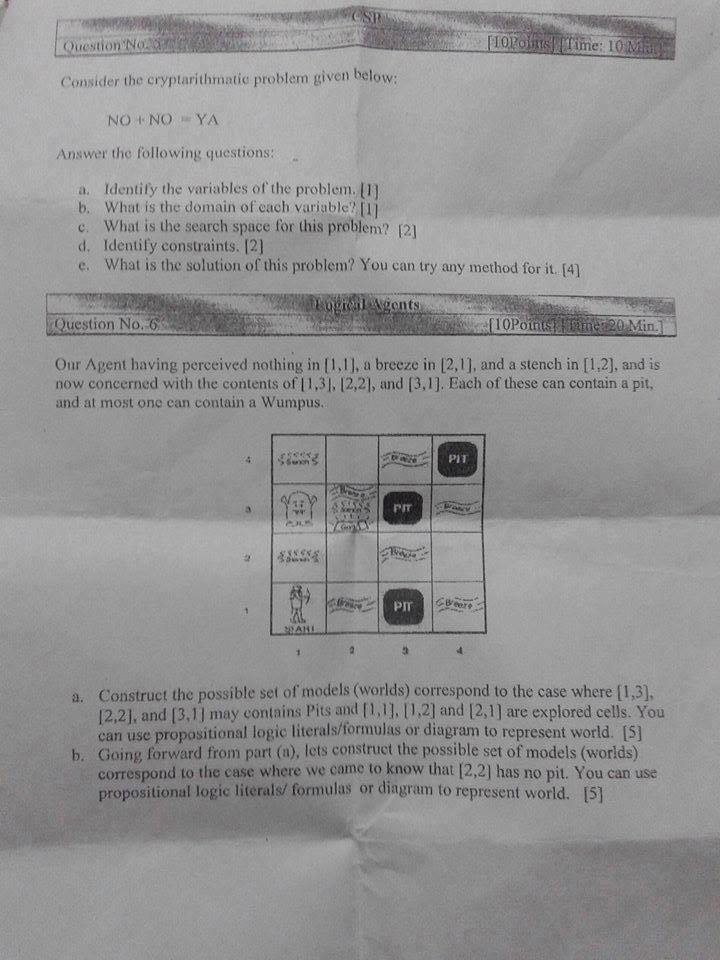 CSP
Question No. 5 [10Points] [Time: 10 Min.]
Consider the cryptarithmatic problem given below:
NO + NO = YA
Answer the following questions:
a. Identify the variables of the problem. [1]
b. What is the domain of each variable? [1]
c. What is the search space for this problem? [2]
d. Identify constraints. [2]
e. What is the solution of this problem? You can try any method for it. [4]
Logical Agents
Question No. 6 [10Points] [Time: 20 Min.]
Our Agent having perceived nothing in [1,1], a breeze in [2,1], and a stench in [1,2], and is
now concerned with the contents of [1,3], [2,2], and [3,1]. Each of these can contain a pit,
and at most one can contain a Wumpus.
4 Stench Breeze PIT
3 Breeze Stench Gold PIT Breeze
2 Stench Breeze
1 START Breeze PIT Breeze
1 2 3 4
a. Construct the possible set of models (worlds) correspond to the case where [1,3],
[2,2], and [3,1] may contains Pits and [1,1], [1,2] and [2,1] are explored cells. You
can use propositional logic literals/formulas or diagram to represent world. [5]
b. Going forward from part (a), lets construct the possible set of models (worlds)
correspond to the case where we came to know that [2,2] has no pit. You can use
propositional logic literals/ formulas or diagram to represent world. [5]